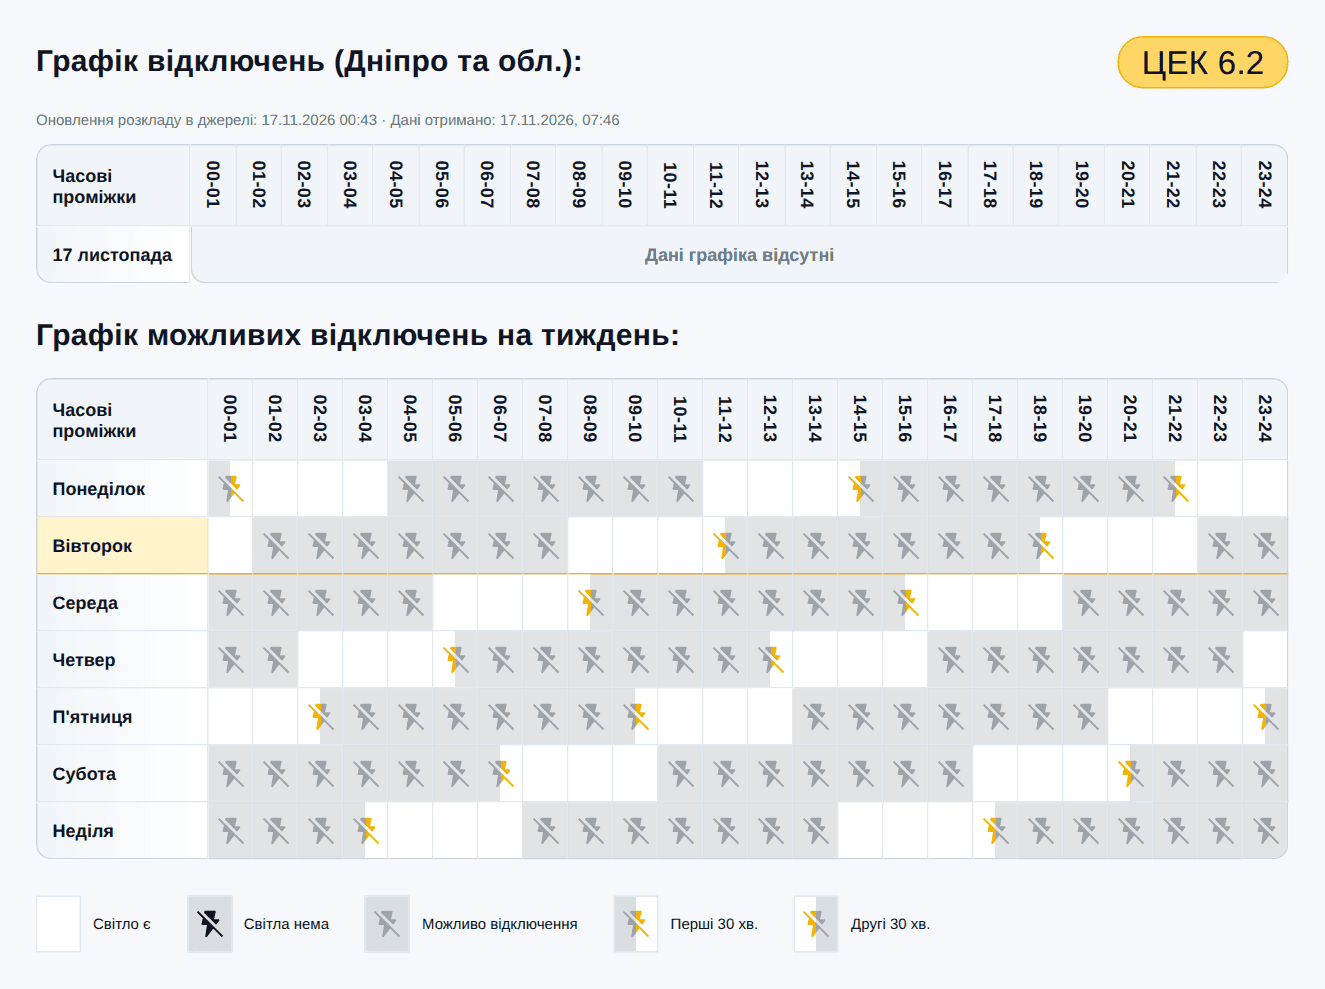 Графік відключень (Дніпро та обл.):
ЦЕК 6.2
Оновлення розкладу в джерелі: 17.11.2026 00:43 · Дані отримано: 17.11.2026, 07:46
Часові проміжки 00-01 01-02 02-03 03-04 04-05 05-06 06-07 07-08 08-09 09-10 10-11 11-12 12-13 13-14 14-15 15-16 16-17 17-18 18-19 19-20 20-21 21-22 22-23 23-24
17 листопада Дані графіка відсутні
Графік можливих відключень на тиждень:
Часові проміжки 00-01 01-02 02-03 03-04 04-05 05-06 06-07 07-08 08-09 09-10 10-11 11-12 12-13 13-14 14-15 15-16 16-17 17-18 18-19 19-20 20-21 21-22 22-23 23-24
Понеділок
Вівторок
Середа
Четвер
П'ятниця
Субота
Неділя
Світло є Світла нема Можливо відключення Перші 30 хв. Другі 30 хв.